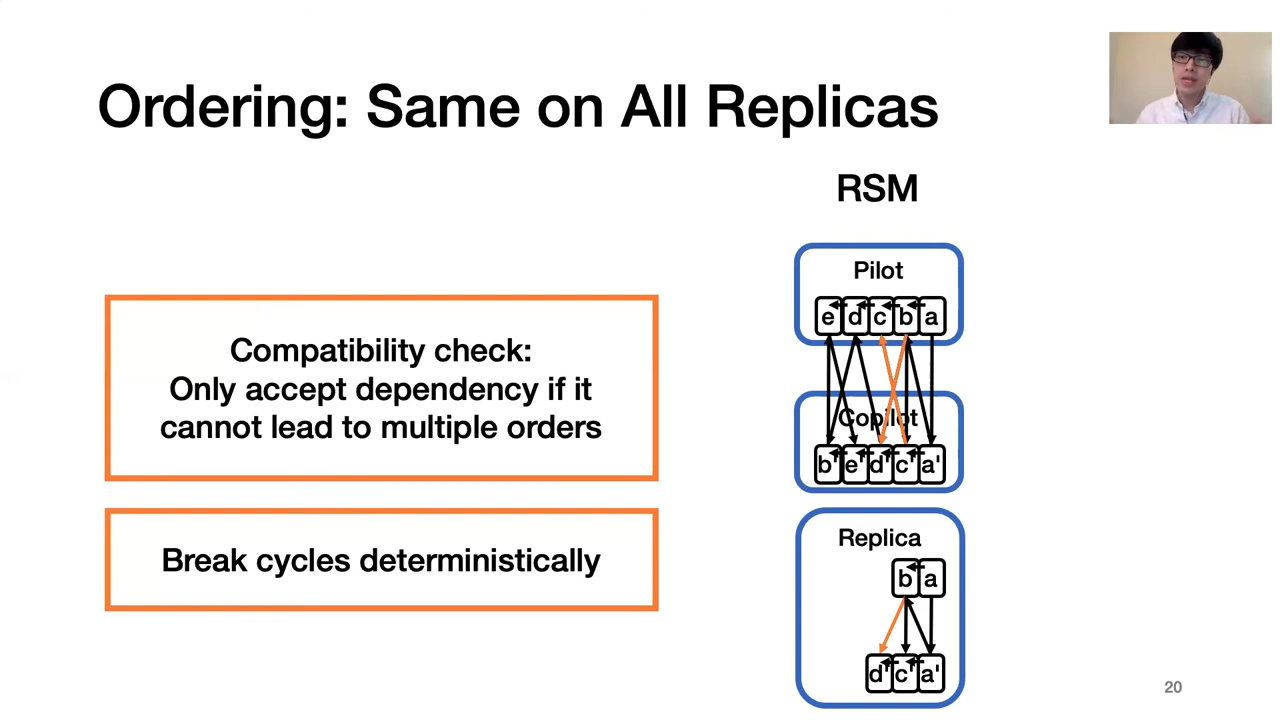 Ordering: Same on All Replicas
RSM
Pilot
e d c b a
Compatibility check:
Only accept dependency if it
cannot lead to multiple orders
Copilot
b' e' d' c' a'
Break cycles deterministically
Replica
b a
d' c' a'
20